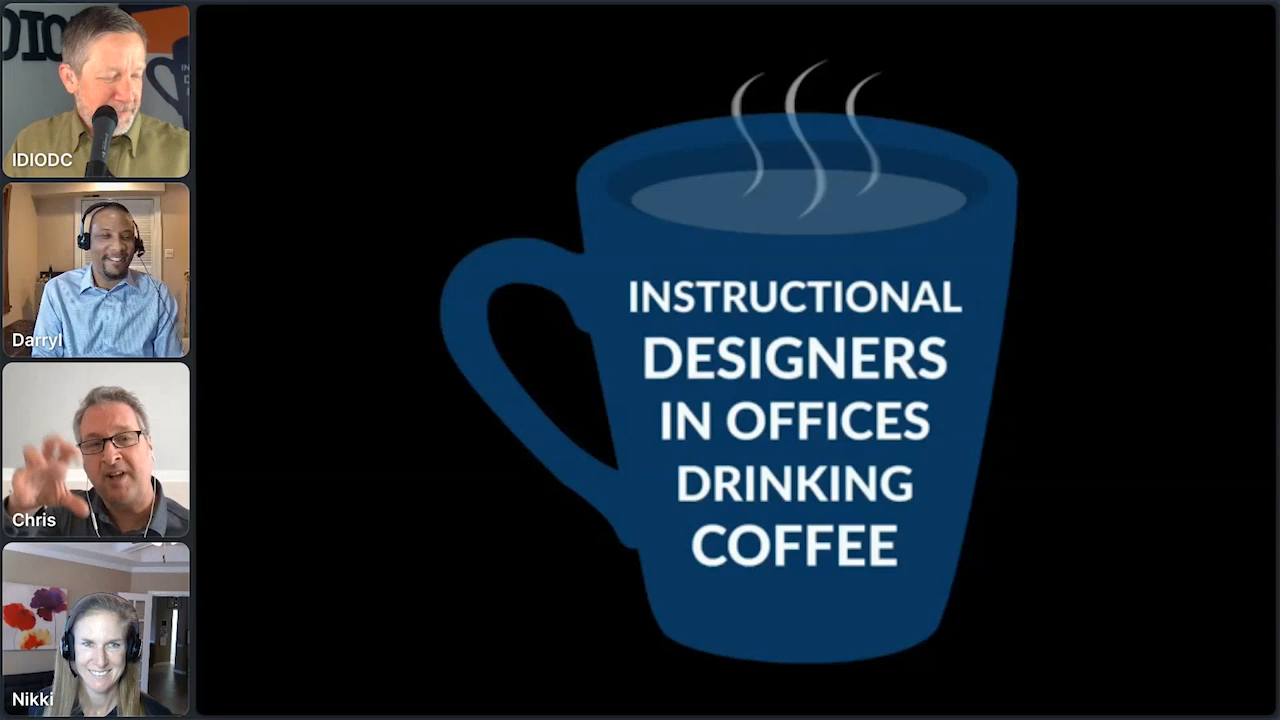 IDIODC
Darryl
Chris
Nikki
INSTRUCTIONAL
DESIGNERS
IN OFFICES
DRINKING
COFFEE